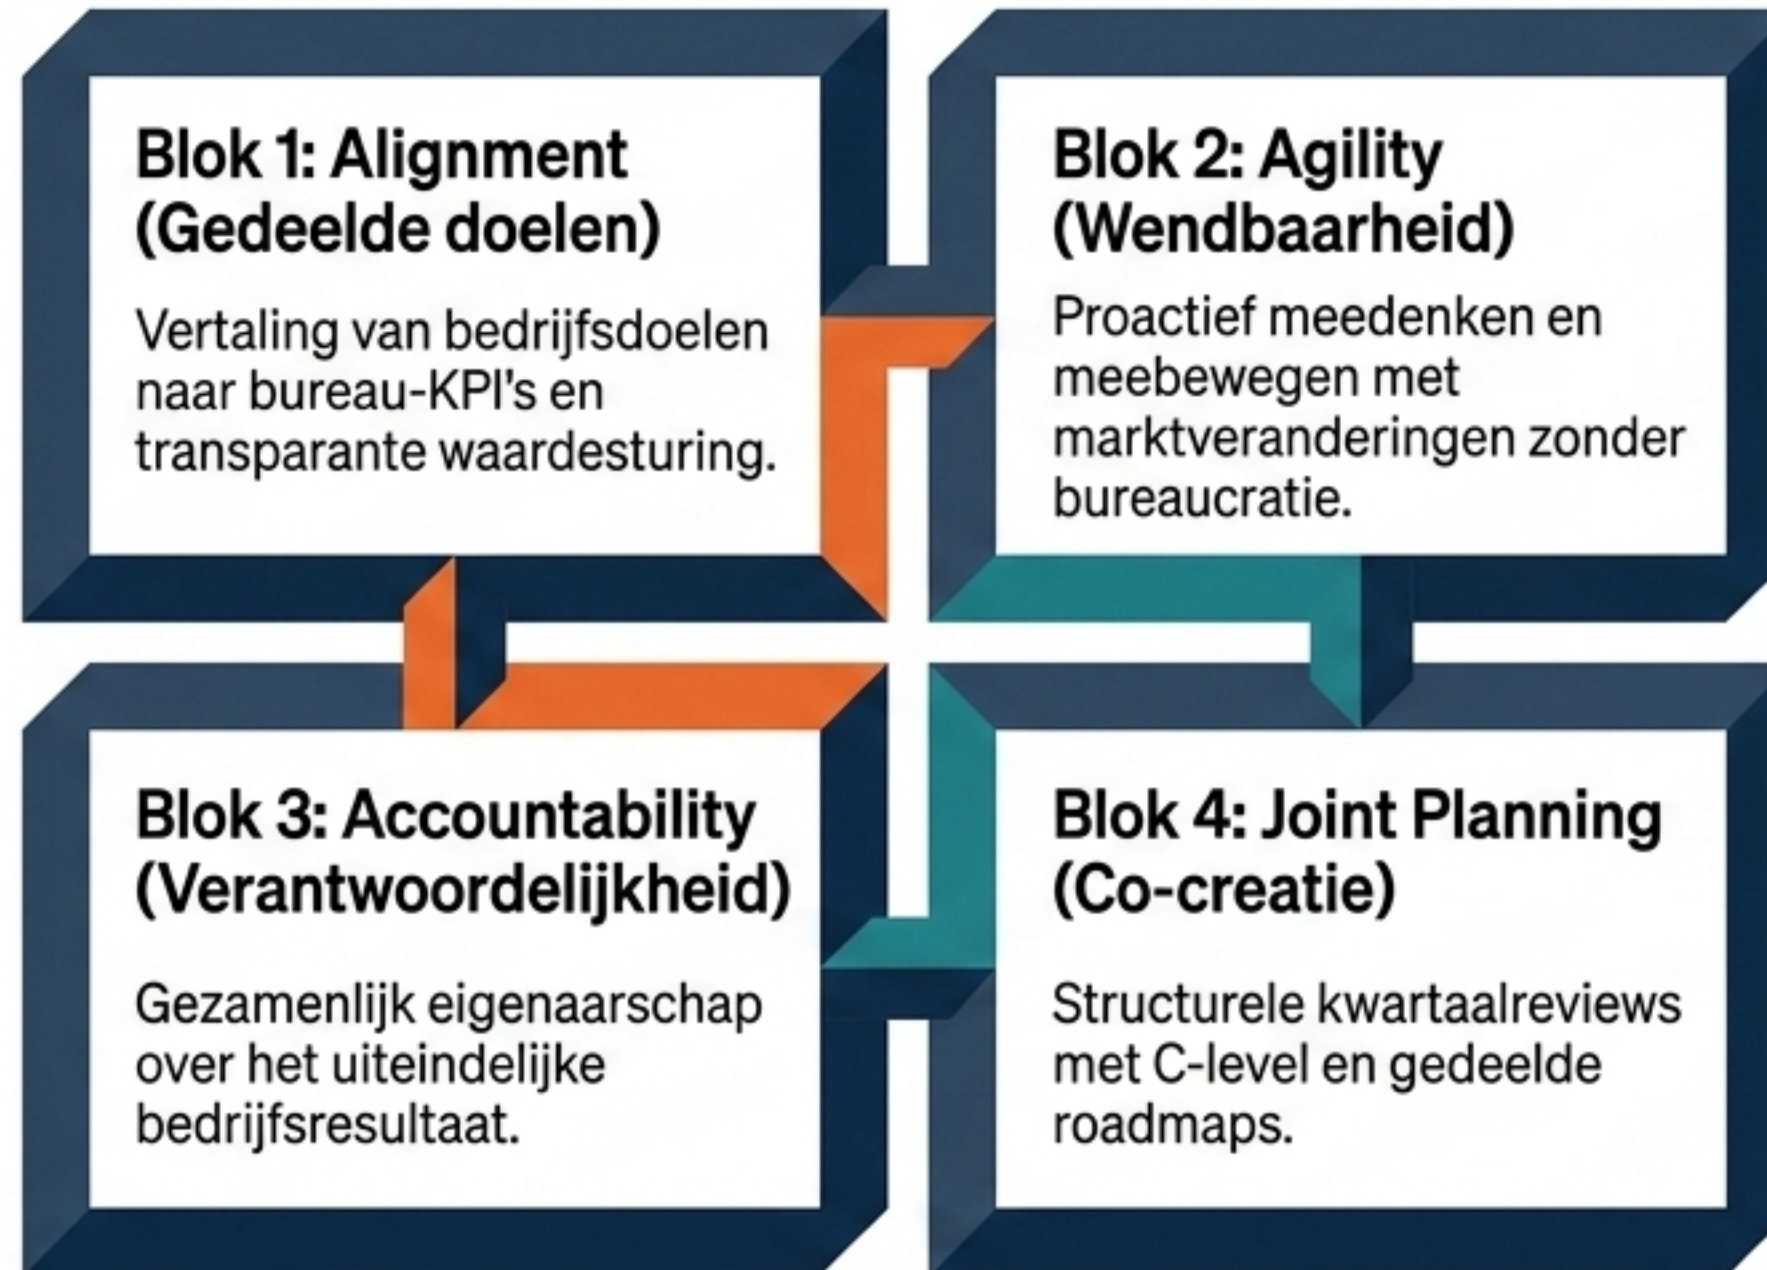 Blok 1: Alignment
(Gedeelde doelen)
Vertaling van bedrijfsdoelen
naar bureau-KPI's en
transparante waardesturing.
Blok 2: Agility
(Wendbaarheid)
Proactief meedenken en
meebewegen met
marktveranderingen zonder
bureaucratie.
Blok 3: Accountability
(Verantwoordelijkheid)
Gezamenlijk eigenaarschap
over het uiteindelijke
bedrijfsresultaat.
Blok 4: Joint Planning
(Co-creatie)
Structurele kwartaalreviews
met C-level en gedeelde
roadmaps.